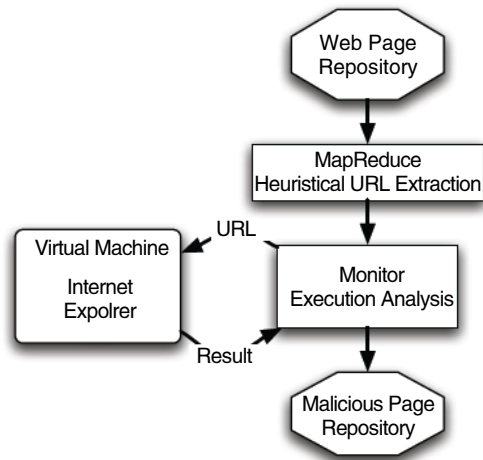 Web Page
Repository
MapReduce
Heuristical URL Extraction
URL
Virtual Machine
Internet
Expolrer
Monitor
Execution Analysis
Result
Malicious Page
Repository